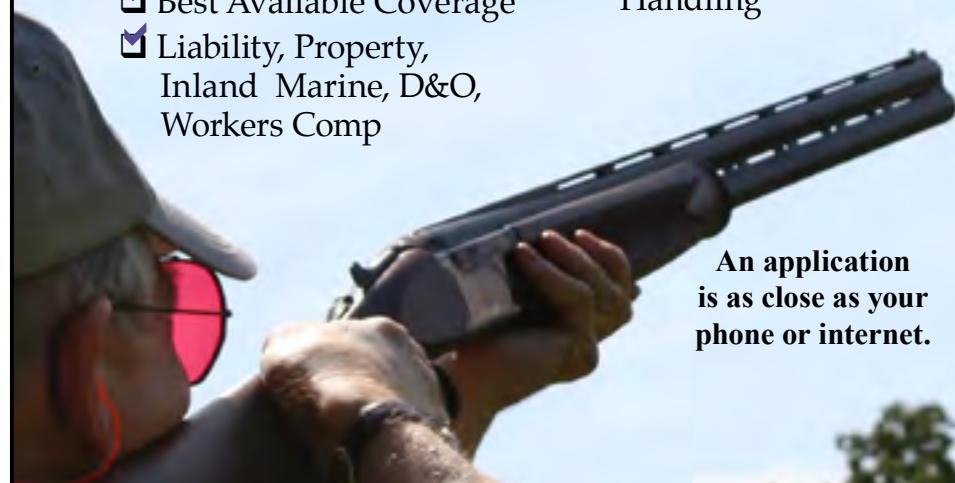 Best Available Coverage
Handling
Liability, Property,
Inland Marine, D&O,
Workers Comp
An application
is as close as your
phone or internet.